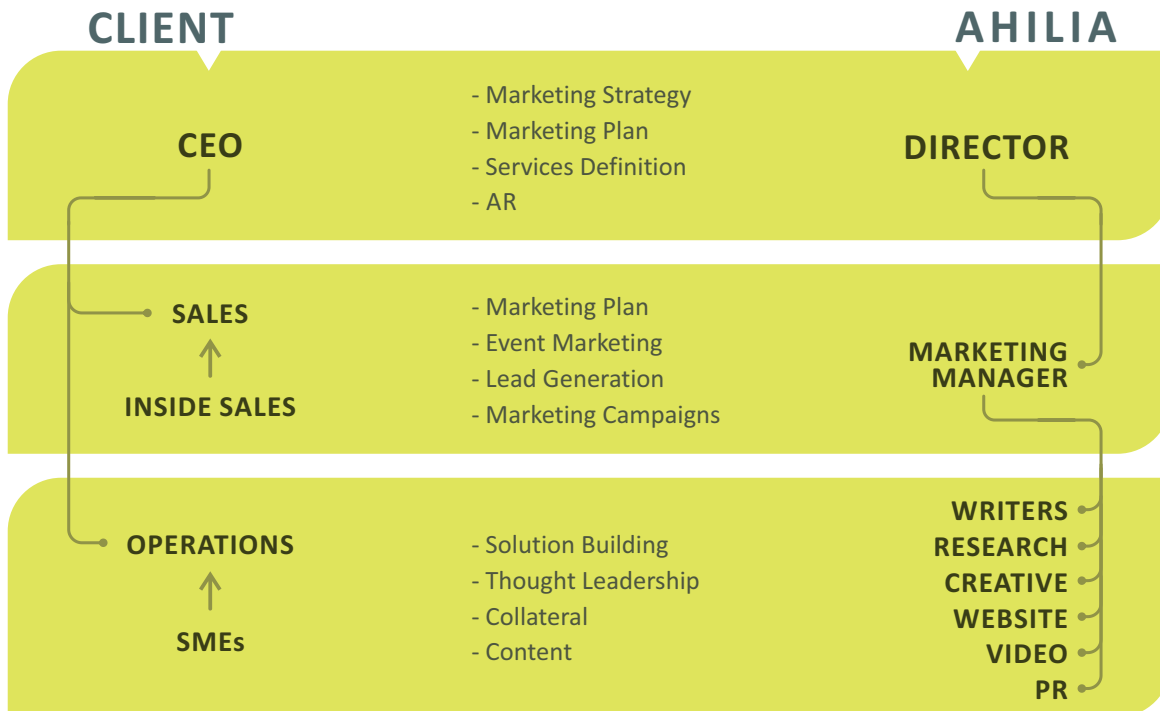 CLIENT
AHILIA
CEO
- Marketing Strategy
- Marketing Plan
- Services Definition
- AR
DIRECTOR
SALES
INSIDE SALES
- Marketing Plan
- Event Marketing
- Lead Generation
- Marketing Campaigns
MARKETING
MANAGER
OPERATIONS
SMEs
- Solution Building
- Thought Leadership
- Collateral
- Content
WRITERS
RESEARCH
CREATIVE
WEBSITE
VIDEO
PR